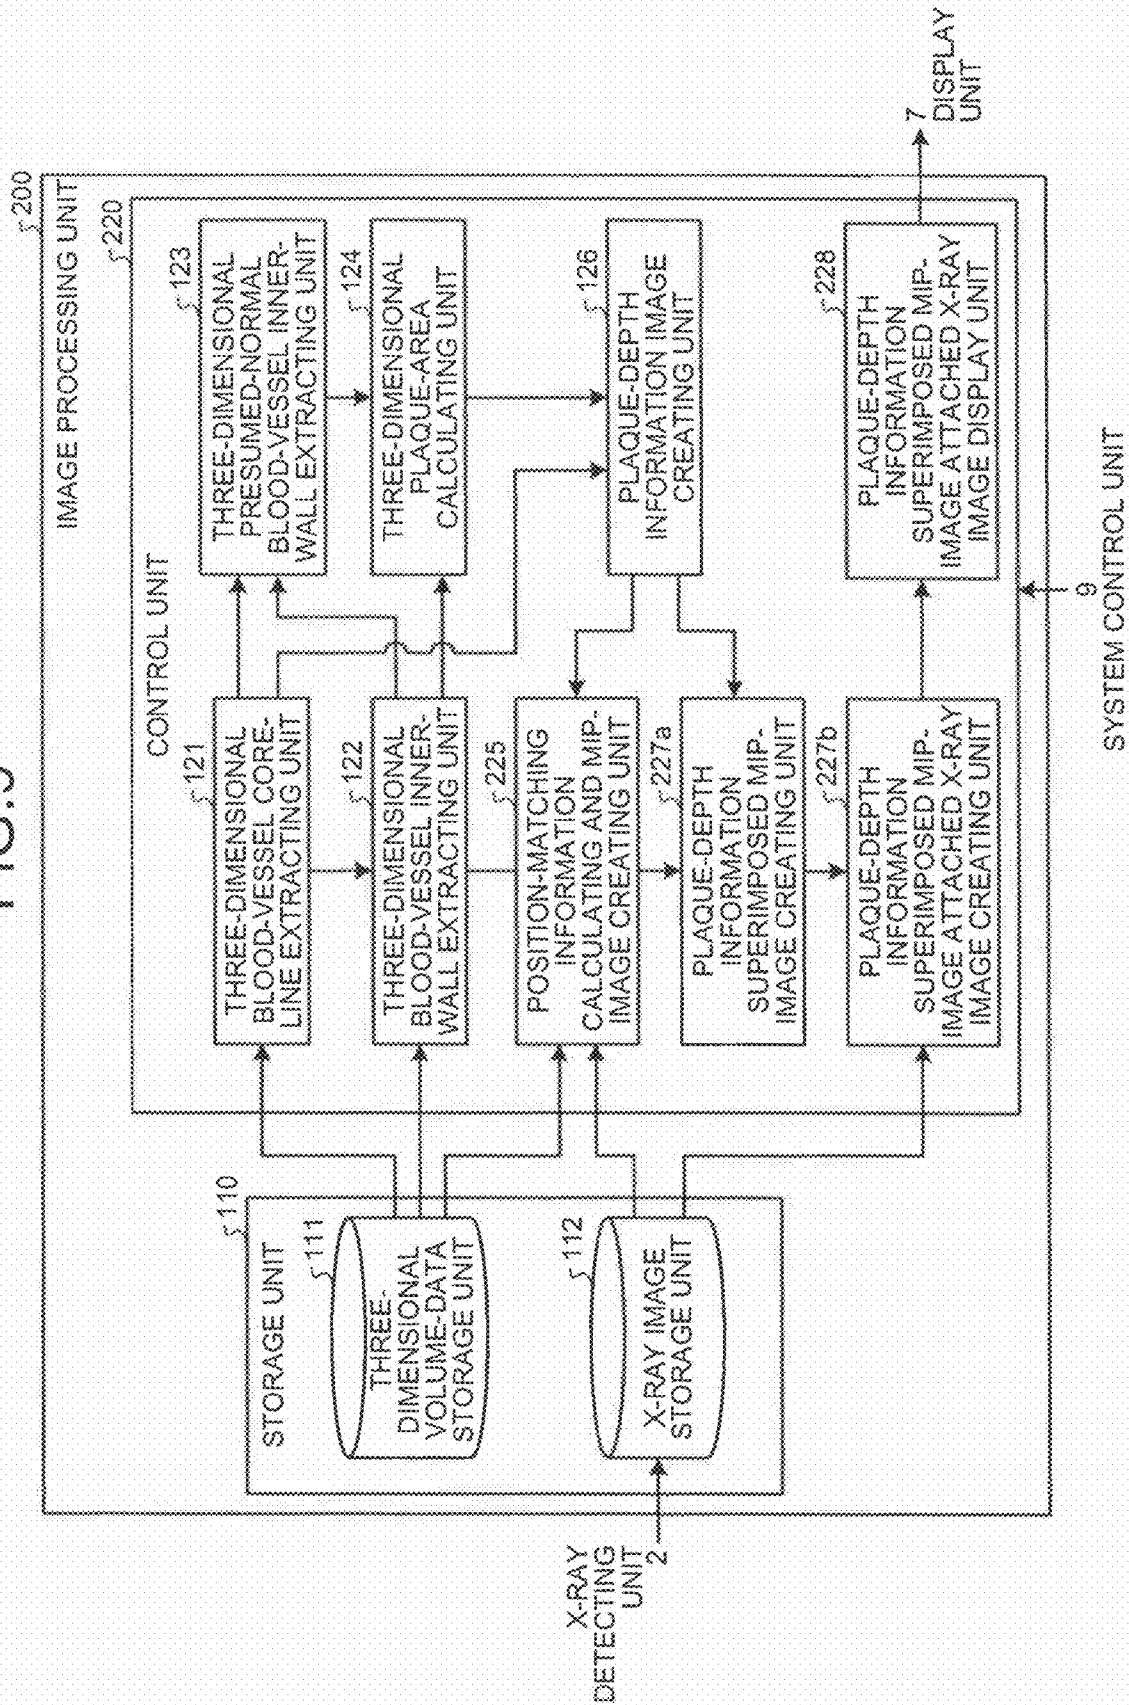 200
IMAGE PROCESSING UNIT
220
CONTROL UNIT
110
STORAGE UNIT
111
THREE-
DIMENSIONAL
VOLUME-DATA
STORAGE UNIT
112
X-RAY IMAGE
STORAGE UNIT
X-RAY
DETECTING
UNIT
2
121
THREE-DIMENSIONAL
BLOOD-VESSEL CORE-
LINE EXTRACTING UNIT
122
THREE-DIMENSIONAL
BLOOD-VESSEL INNER-
WALL EXTRACTING UNIT
225
POSITION-MATCHING
INFORMATION
CALCULATING AND MIP-
IMAGE CREATING UNIT
227a
PLAQUE-DEPTH
INFORMATION
SUPERIMPOSED MIP-
IMAGE CREATING UNIT
227b
PLAQUE-DEPTH
INFORMATION
SUPERIMPOSED MIP-
IMAGE ATTACHED X-RAY
IMAGE CREATING UNIT
123
THREE-DIMENSIONAL
PRESUMED-NORMAL
BLOOD-VESSEL INNER-
WALL EXTRACTING UNIT
124
THREE-DIMENSIONAL
PLAQUE-AREA
CALCULATING UNIT
126
PLAQUE-DEPTH
INFORMATION IMAGE
CREATING UNIT
228
PLAQUE-DEPTH
INFORMATION
SUPERIMPOSED MIP-
IMAGE ATTACHED X-RAY
IMAGE DISPLAY UNIT
7
DISPLAY
UNIT
9
SYSTEM CONTROL UNIT